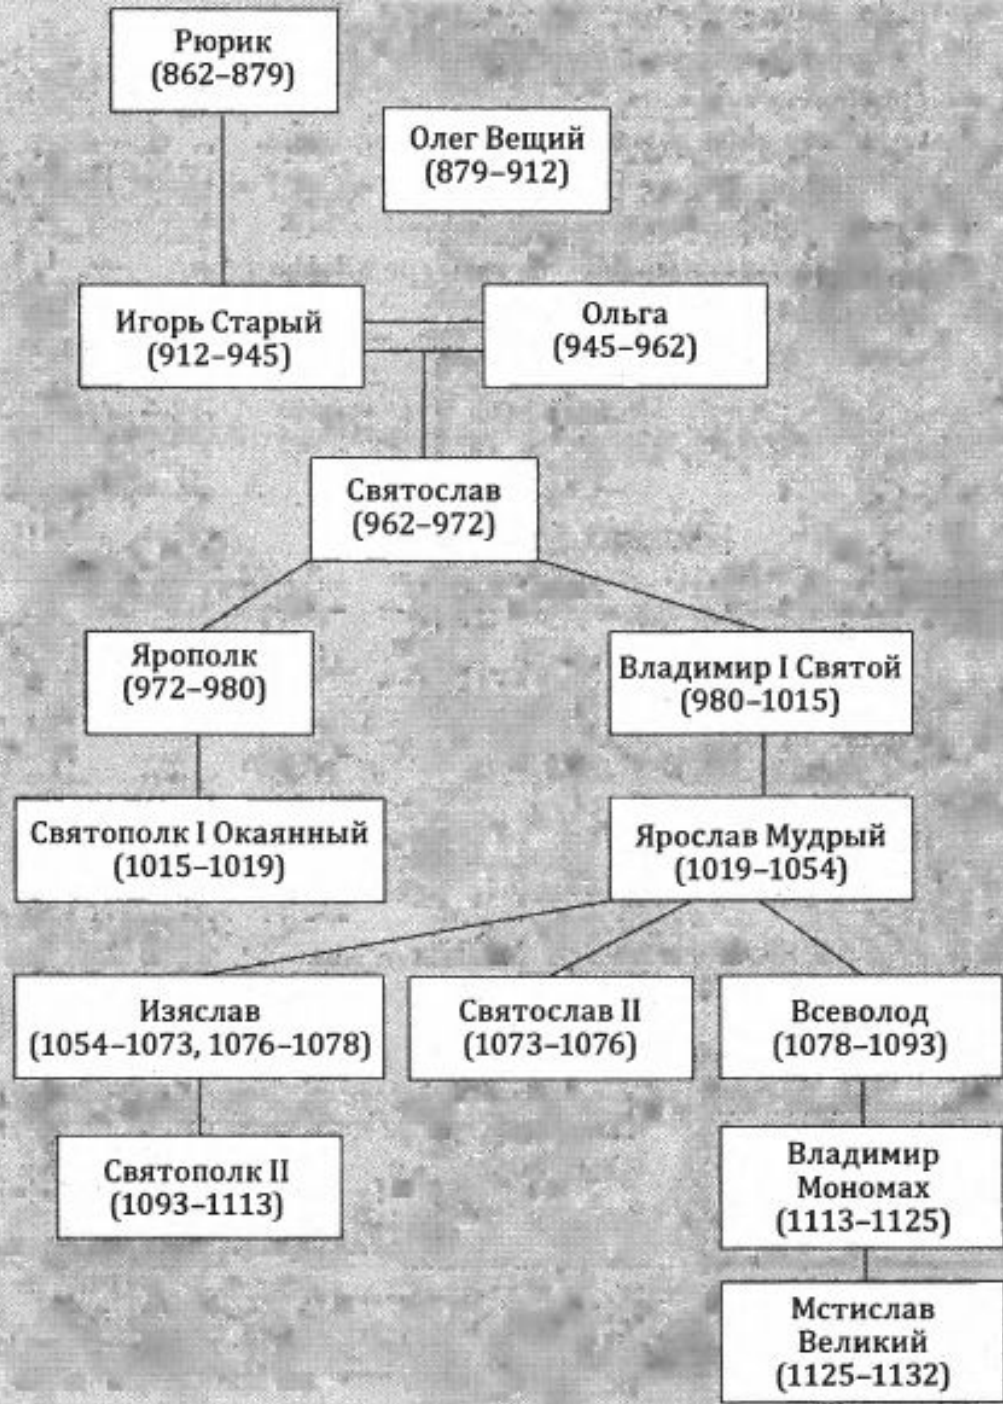 Рюрик
(862–879)
Олег Вещий
(879–912)
Игорь Старый
(912–945)
Ольга
(945–962)
Святослав
(962–972)
Ярополк
(972–980)
Владимир I Святой
(980–1015)
Святополк I Окаянный
(1015–1019)
Ярослав Мудрый
(1019–1054)
Изяслав
(1054–1073, 1076–1078)
Святослав II
(1073–1076)
Всеволод
(1078–1093)
Святополк II
(1093–1113)
Владимир
Мономах
(1113–1125)
Мстислав
Великий
(1125–1132)